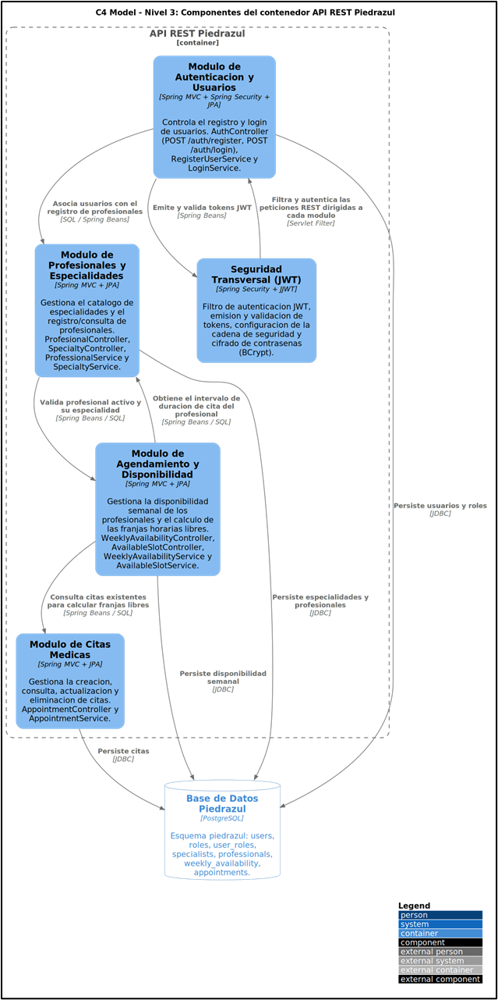 C4 Model - Nivel 3: Componentes del contenedor API REST Piedrazul
API REST Piedrazul
[container]
Modulo de
Autenticacion y
Usuarios
[Spring MVC + Spring Security +
JPA]
Controla el registro y login
de usuarios. AuthController
(POST /auth/register, POST
/auth/login),
RegisterUserService y
LoginService.
Asocia usuarios con el
registro de profesionales
[SQL / Spring Beans]
Emite y valida tokens JWT
[Spring Beans]
Filtra y autentica las
peticiones REST dirigidas a
cada modulo
[Servlet Filter]
Modulo de
Profesionales y
Especialidades
[Spring MVC + JPA]
Gestiona el catalogo de
especialidades y el
registro/consulta de
profesionales.
ProfesionalController,
SpecialtyController,
ProfessionalService y
SpecialtyService.
Seguridad
Transversal (JWT)
[Spring Security + JJWT]
Filtro de autenticacion JWT,
emision y validacion de
tokens, configuracion de la
cadena de seguridad y
cifrado de contrasenas
(BCrypt).
Valida profesional activo y
su especialidad
[Spring Beans / SQL]
Obtiene el intervalo de
duracion de cita del
profesional
[Spring Beans / SQL]
Modulo de
Agendamiento y
Disponibilidad
[Spring MVC + JPA]
Gestiona la disponibilidad
semanal de los
profesionales y el calculo de
las franjas horarias libres.
WeeklyAvailabilityController,
AvailableSlotController,
WeeklyAvailabilityService y
AvailableSlotService.
Persiste usuarios y roles
[JDBC]
Consulta citas existentes
para calcular franjas libres
[Spring Beans / SQL]
Persiste especialidades y
profesionales
[JDBC]
Modulo de Citas
Medicas
[Spring MVC + JPA]
Gestiona la creacion,
consulta, actualizacion y
eliminacion de citas.
AppointmentController y
AppointmentService.
Persiste disponibilidad
semanal
[JDBC]
Persiste citas
[JDBC]
Base de Datos
Piedrazul
[PostgreSQL]
Esquema piedrazul: users,
roles, user_roles,
specialists, professionals,
weekly_availability,
appointments.
Legend
person
system
container
component
external person
external system
external container
external component